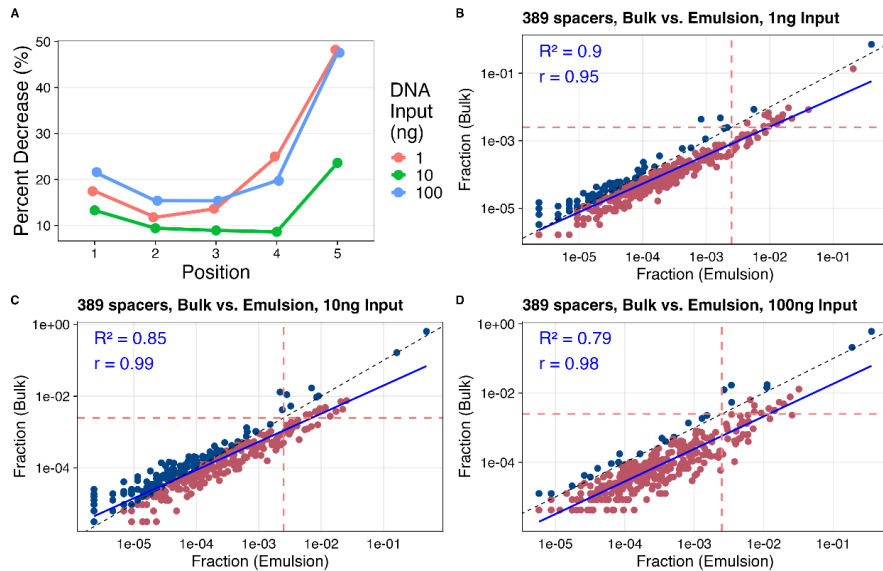 A
Percent Decrease (%)
50
40
30
20
10
1
2
3
4
5
Position
DNA
Input
(ng)
1
10
100
B
389 spacers, Bulk vs. Emulsion, 1ng Input
R² = 0.9
r = 0.95
Fraction (Bulk)
1e-01
1e-03
1e-05
1e-05
1e-04
1e-03
1e-02
1e-01
Fraction (Emulsion)
C
389 spacers, Bulk vs. Emulsion, 10ng Input
R² = 0.85
r = 0.99
Fraction (Bulk)
1e+00
1e-02
1e-04
1e-05
1e-04
1e-03
1e-02
1e-01
Fraction (Emulsion)
D
389 spacers, Bulk vs. Emulsion, 100ng Input
R² = 0.79
r = 0.98
Fraction (Bulk)
1e+00
1e-02
1e-04
1e-05
1e-04
1e-03
1e-02
1e-01
Fraction (Emulsion)